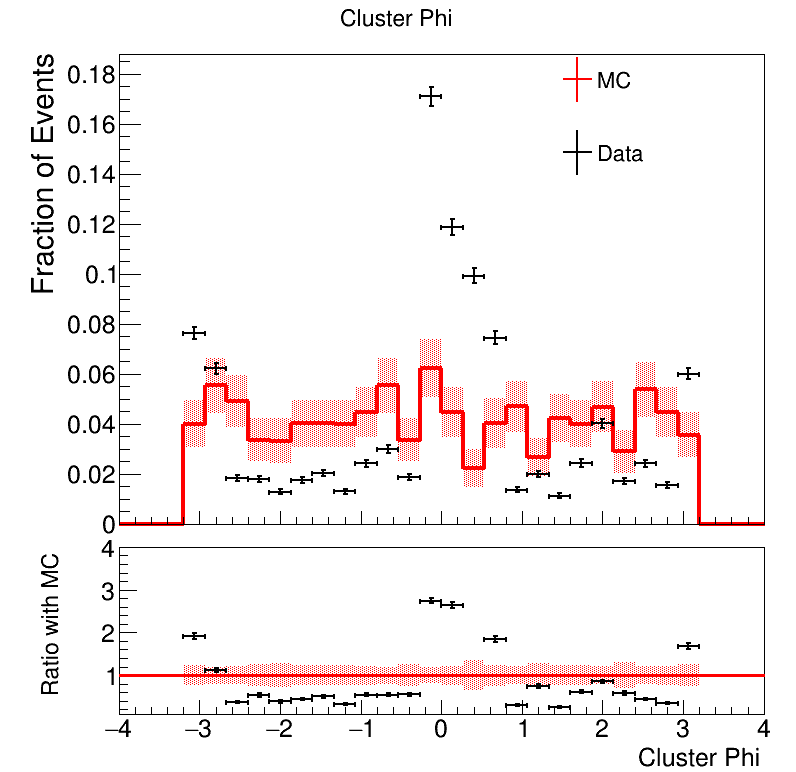 Cluster Phi
Fraction of Events
0.18
0.16
0.14
0.12
0.1
0.08
0.06
0.04
0.02
0
MC
Data
Ratio with MC
4
3
2
1
−4 −3 −2 −1 0 1 2 3 4
Cluster Phi